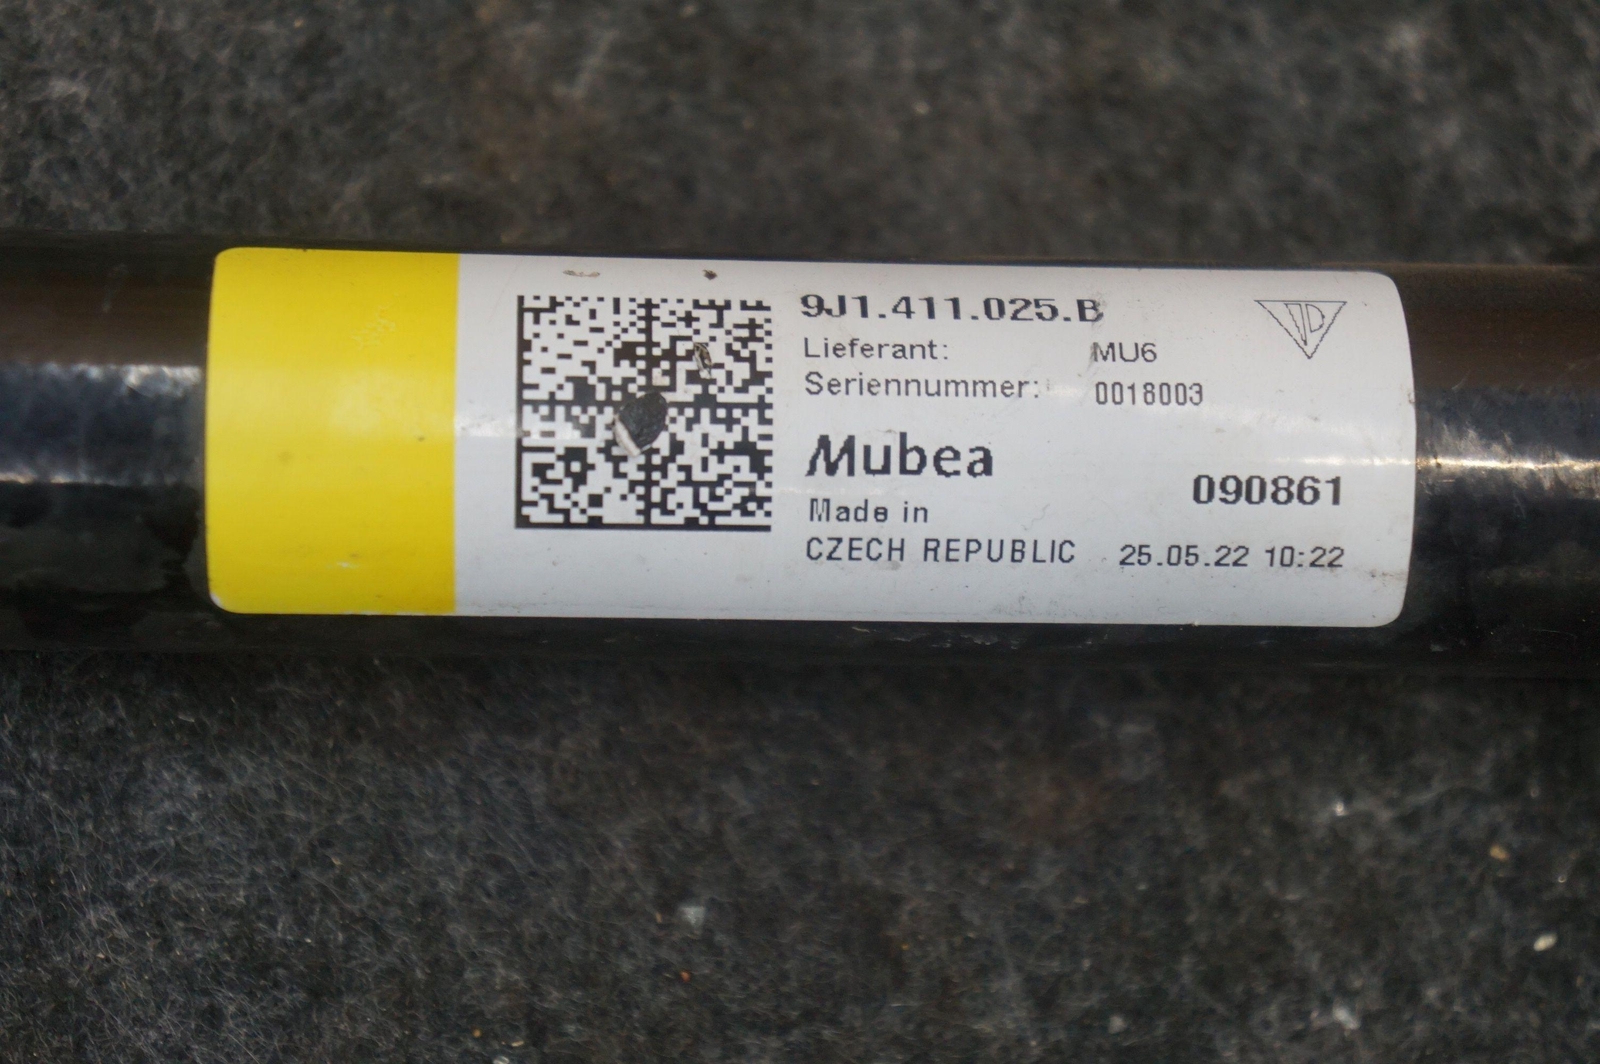 9J1.411.025.B
Lieferant: MU6
Seriennummer: 0018003
Mubea
090861
Made in
CZECH REPUBLIC 25.05.22 10:22